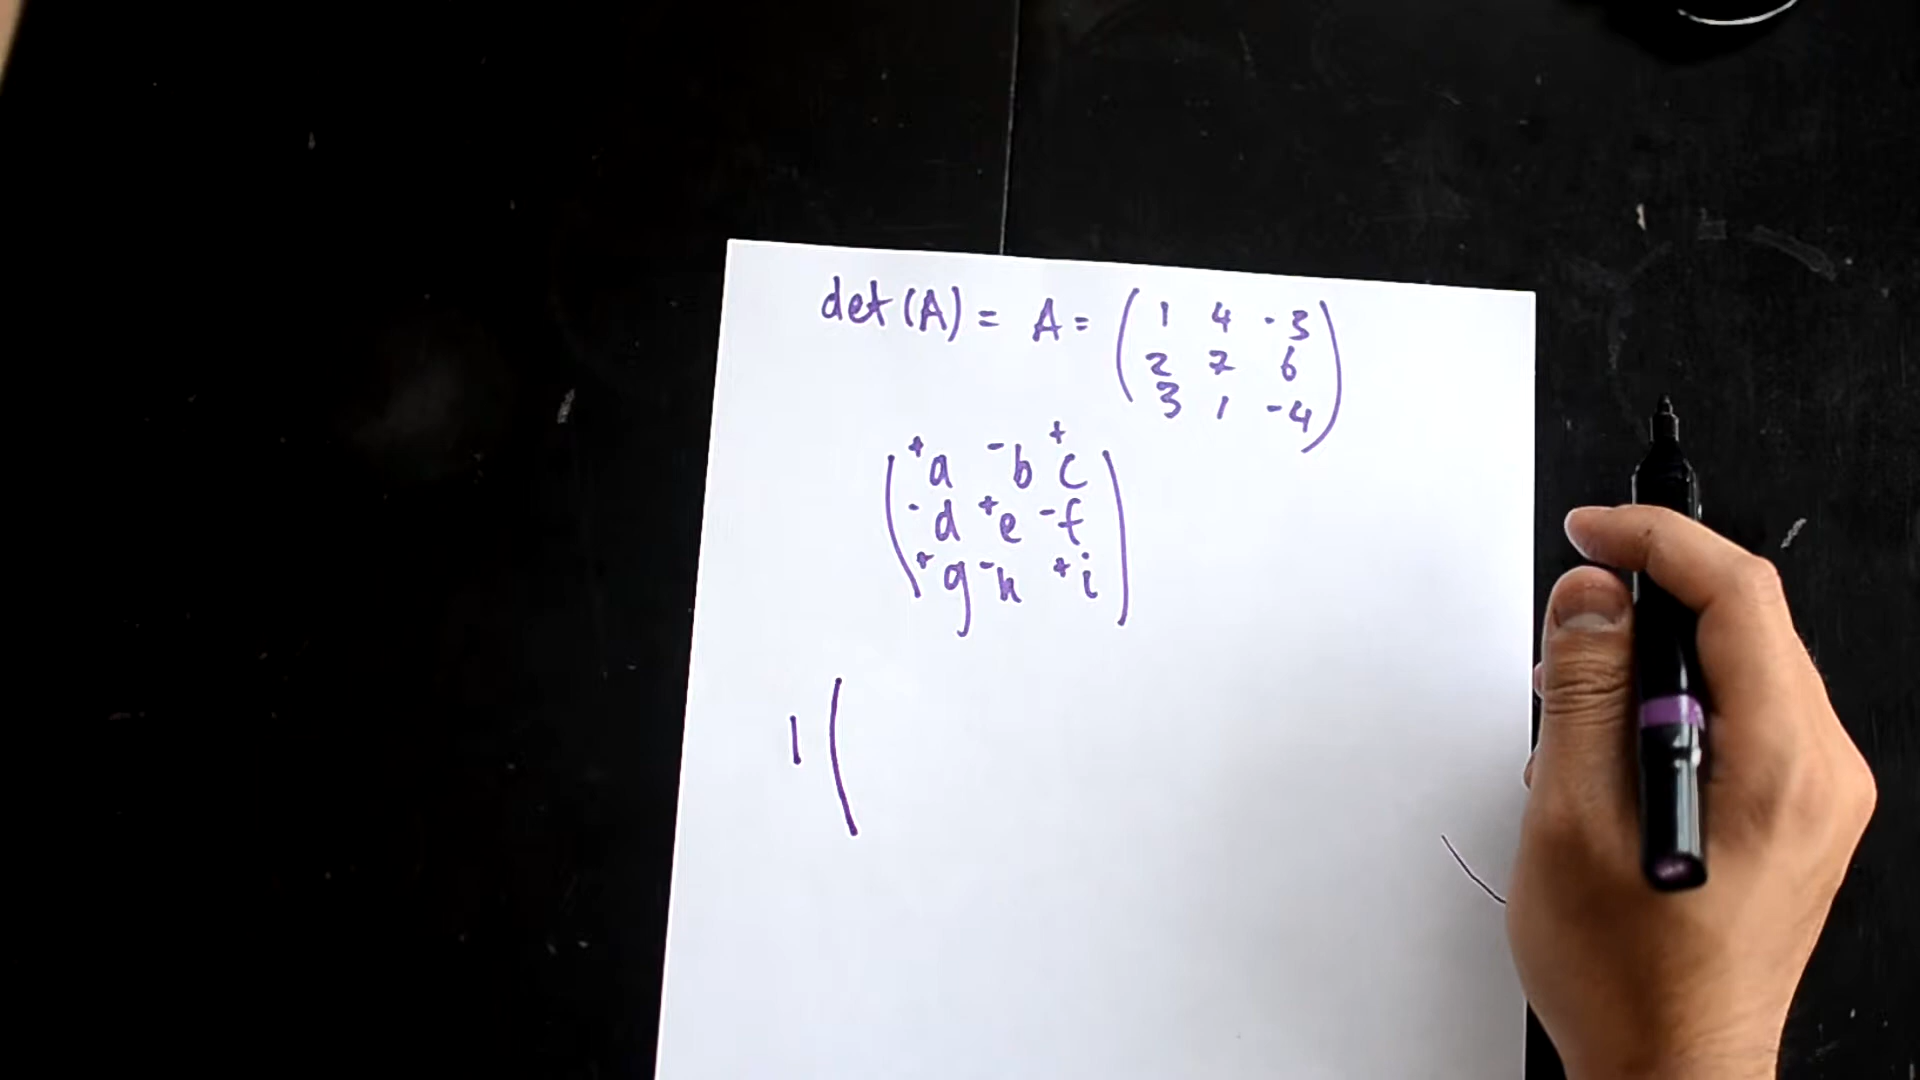 det(A) = A = ( 1 4 -3
2 7 6
3 1 -4 )
( +a -b +c
-d +e -f
+g -h +i )
1 (